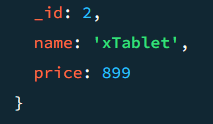 _id: 2,
name: 'xTablet',
price: 899
}